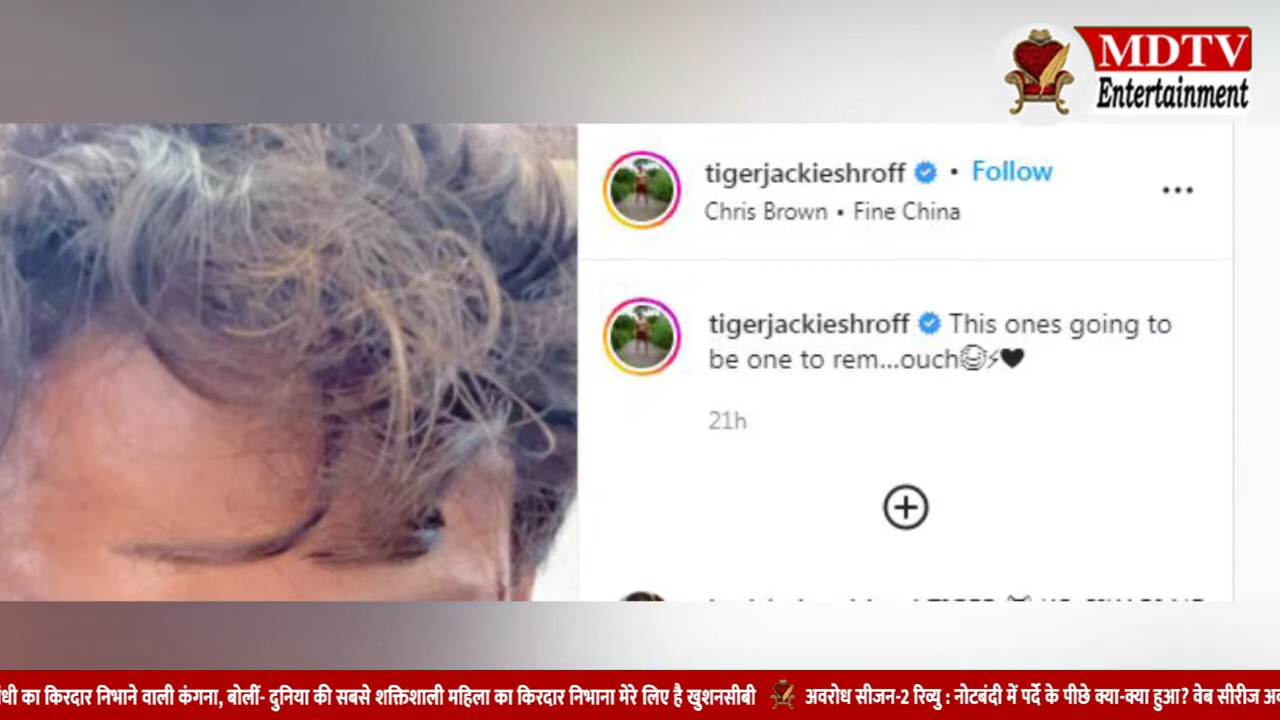 MDTV
Entertainment
tigerjackieshroff • Follow
Chris Brown • Fine China
tigerjackieshroff This ones going to
be one to rem...ouch
21h
का किरदार निभाने वाली कंगना, बोलीं- दुनिया की सबसे शक्तिशाली महिला का किरदार निभाना मेरे लिए है खुशनसीबी अवरोध सीजन-2 रिव्यु : नोटबंदी में पर्दे के पीछे क्या-क्या हुआ? वेब सीरीज